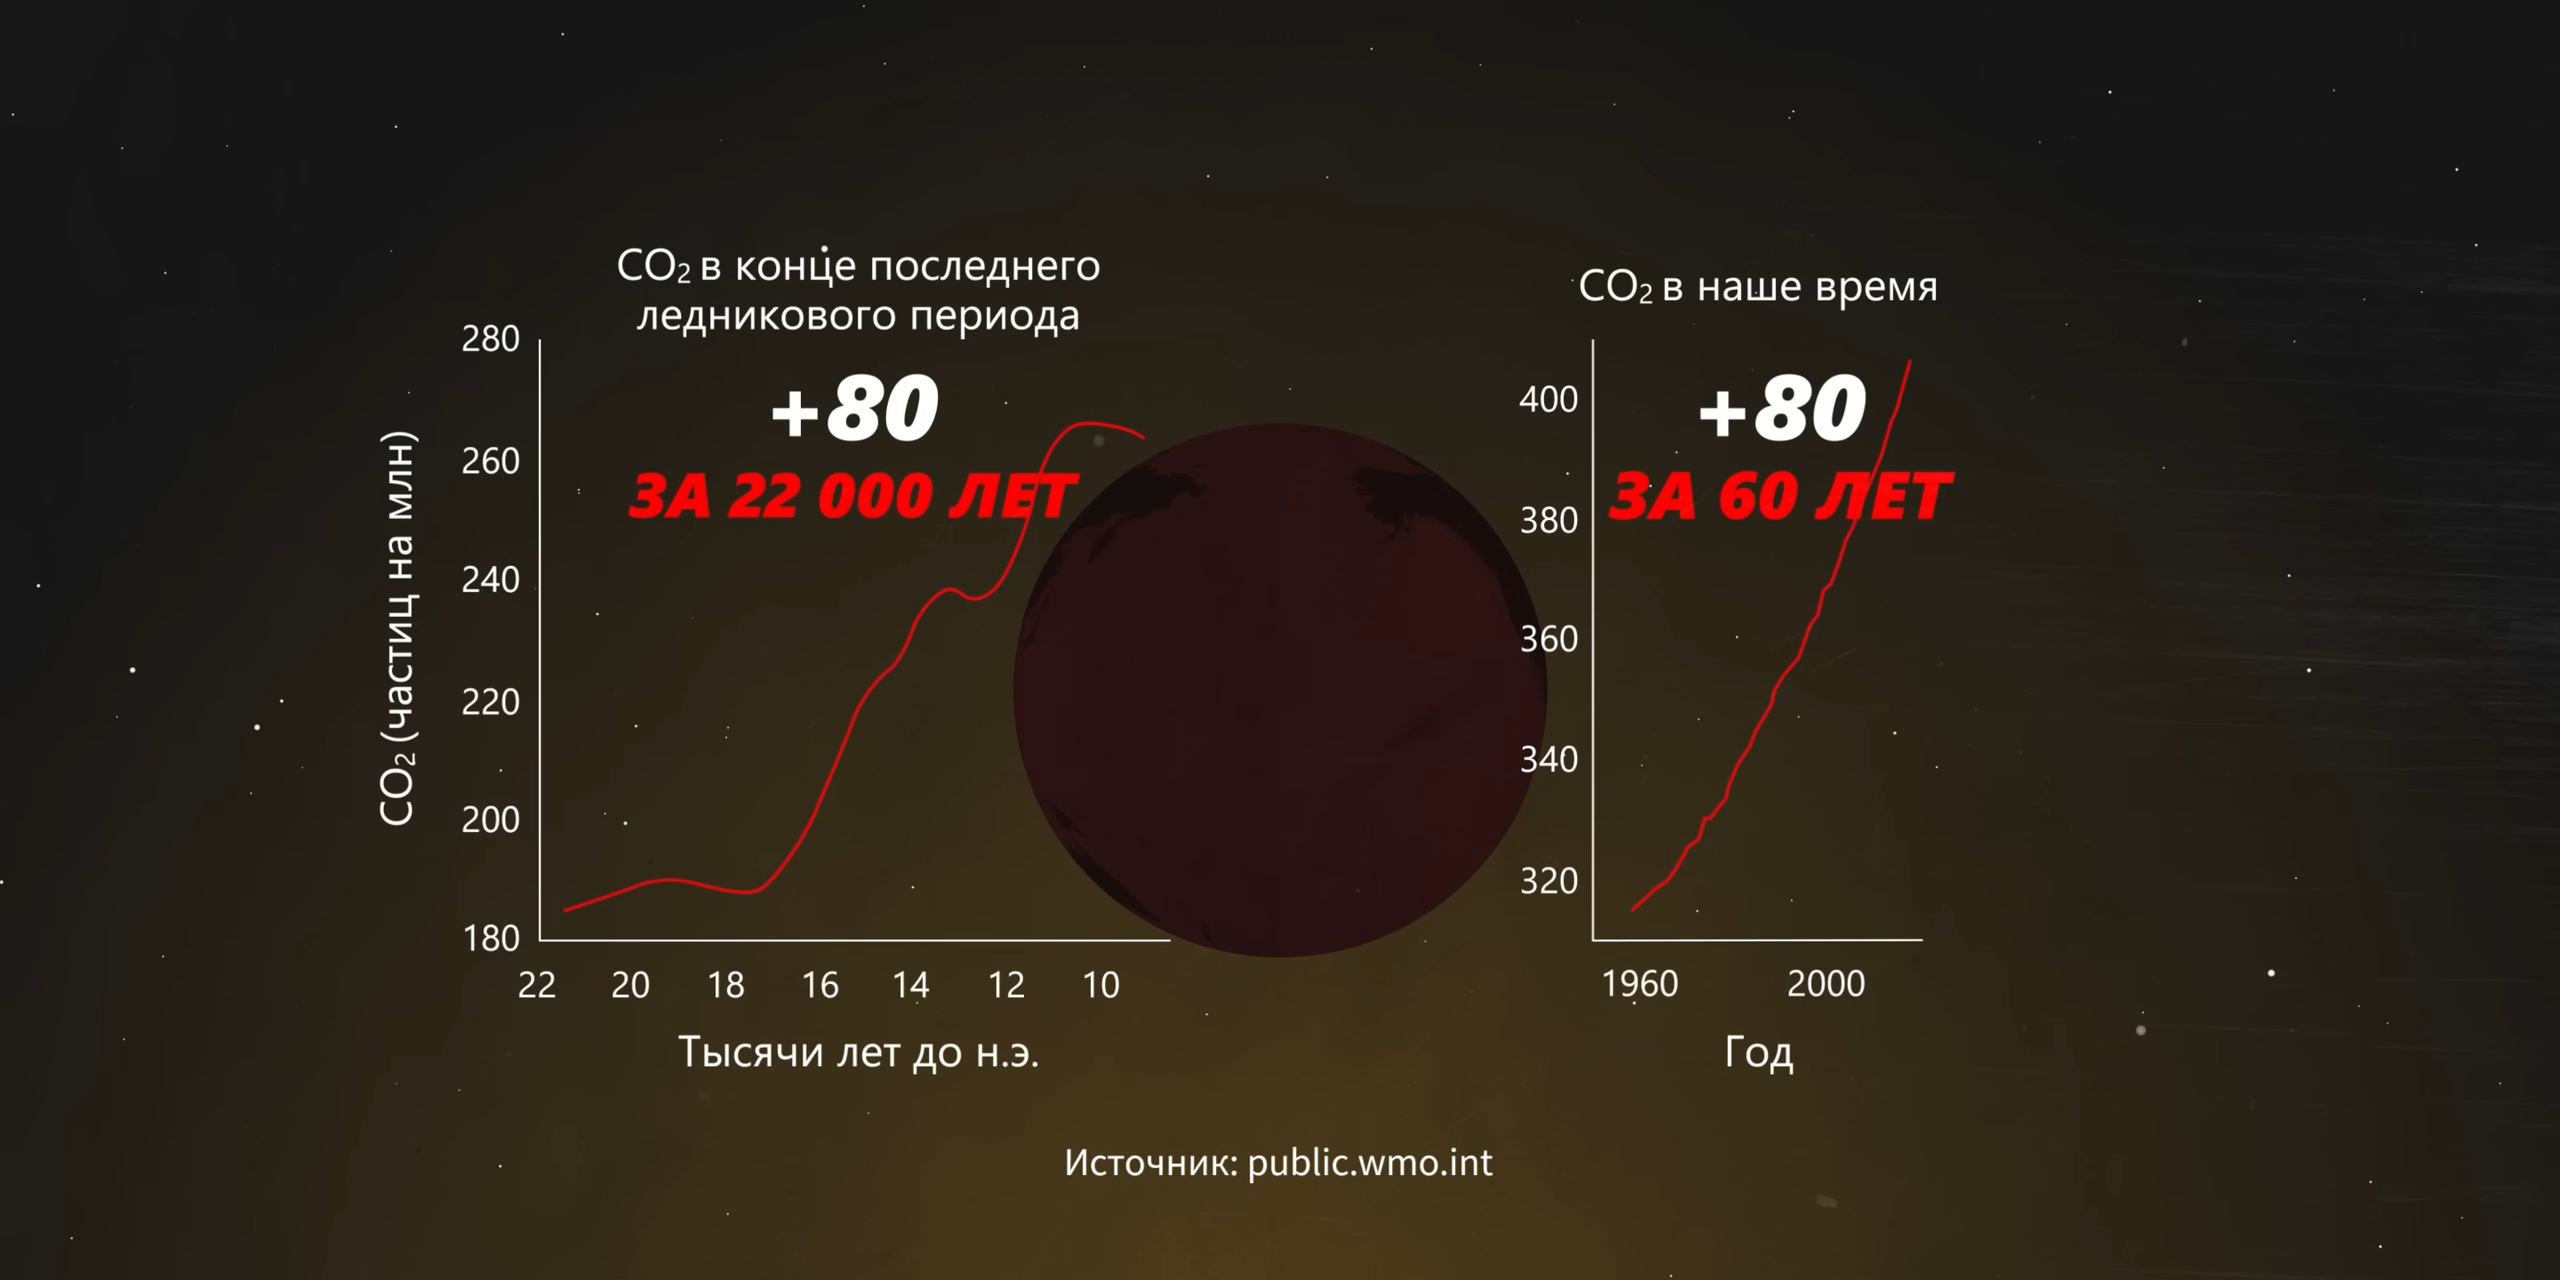 CO₂ в конце последнего
ледникового периода
+80
ЗА 22 000 ЛЕТ
CO₂ (частиц на млн)
280
260
240
220
200
180
22 20 18 16 14 12 10
Тысячи лет до н.э.
CO₂ в наше время
+80
ЗА 60 ЛЕТ
400
380
360
340
320
1960 2000
Год
Источник: public.wmo.int